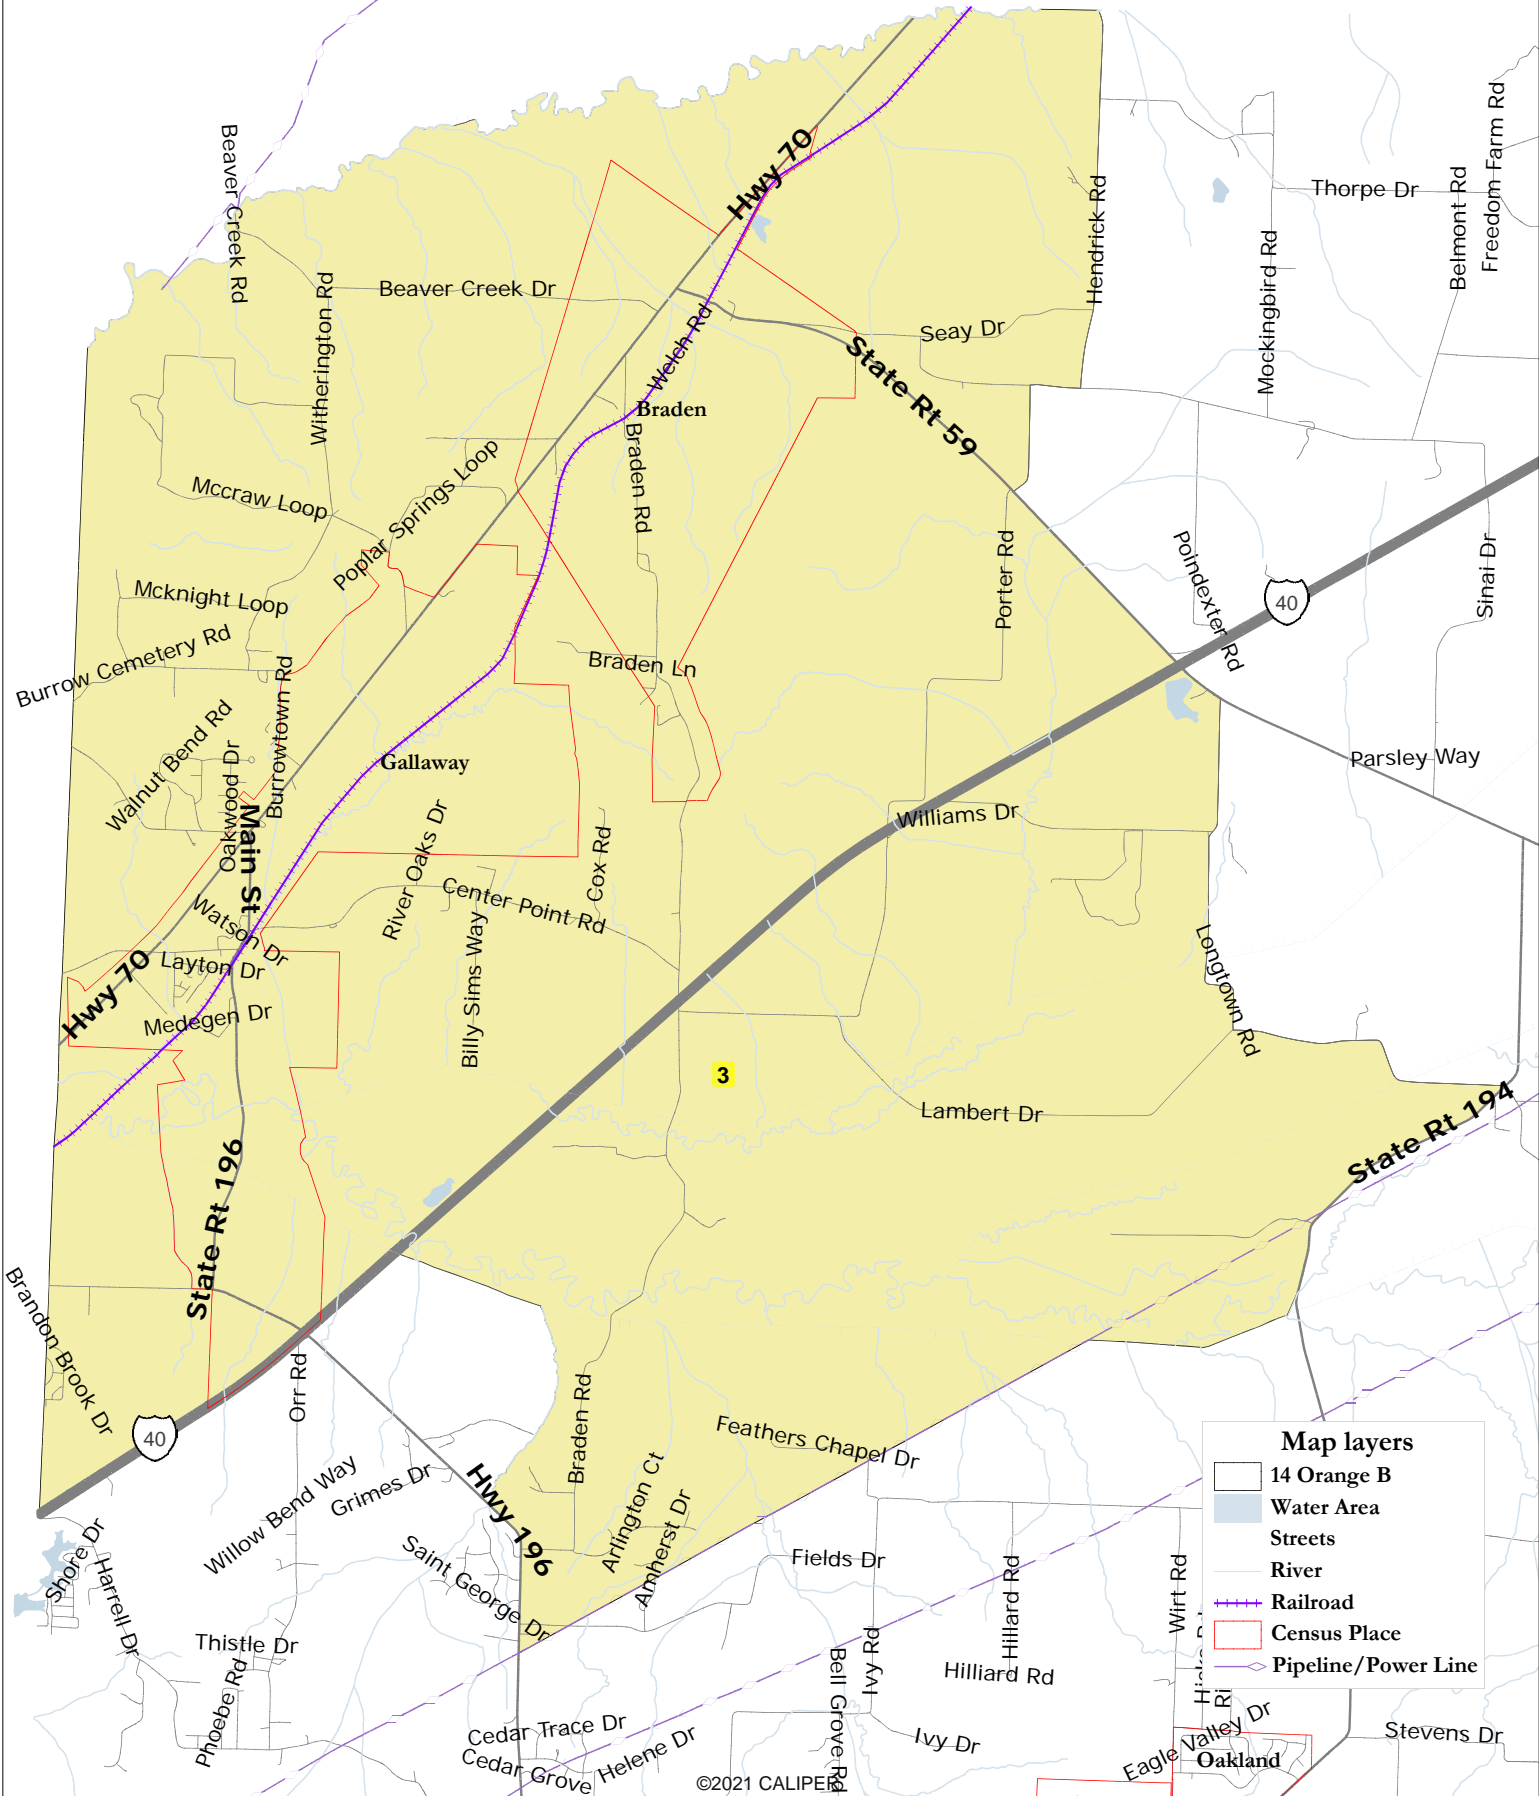 Hwy 70
Beaver Creek Rd
Thorpe Dr
Belmont Rd
Freedom Farm Rd
Hendrick Rd
Mockingbird Rd
Witherington Rd
Beaver Creek Dr
Welch Rd
Seay Dr
State Rt 59
Braden
Braden Rd
Poplar Springs Loop
Mccraw Loop
Porter Rd
Poindexter Rd
40
Sinai Dr
Mcknight Loop
Burrow Cemetery Rd
Braden Ln
Burrowtown Rd
Walnut Bend Rd
Oakwood Dr
Gallaway
Parsley Way
Main St
River Oaks Dr
Cox Rd
Williams Dr
Center Point Rd
Watson Dr
Layton Dr
Hwy 70
Medegen Dr
Billy Sims Way
Longtown Rd
3
Lambert Dr
State Rt 194
State Rt 196
Brandon Brook Dr
Orr Rd
40
Braden Rd
Feathers Chapel Dr
Willow Bend Way
Grimes Dr
Hwy 196
Arlington Ct
Amherst Dr
Saint George Dr
Shore Dr
Harrell Dr
Fields Dr
Hillard Rd
Wirt Rd
Thistle Dr
Phoebe Rd
Bell Grove Rd
Ivy Rd
Hilliard Rd
Cedar Trace Dr
Cedar Grove
Helene Dr
Ivy Dr
Eagle Valley Dr
Oakland
Stevens Dr
Map layers
14 Orange B
Water Area
Streets
River
Railroad
Census Place
Pipeline/Power Line
©2021 CALIPER